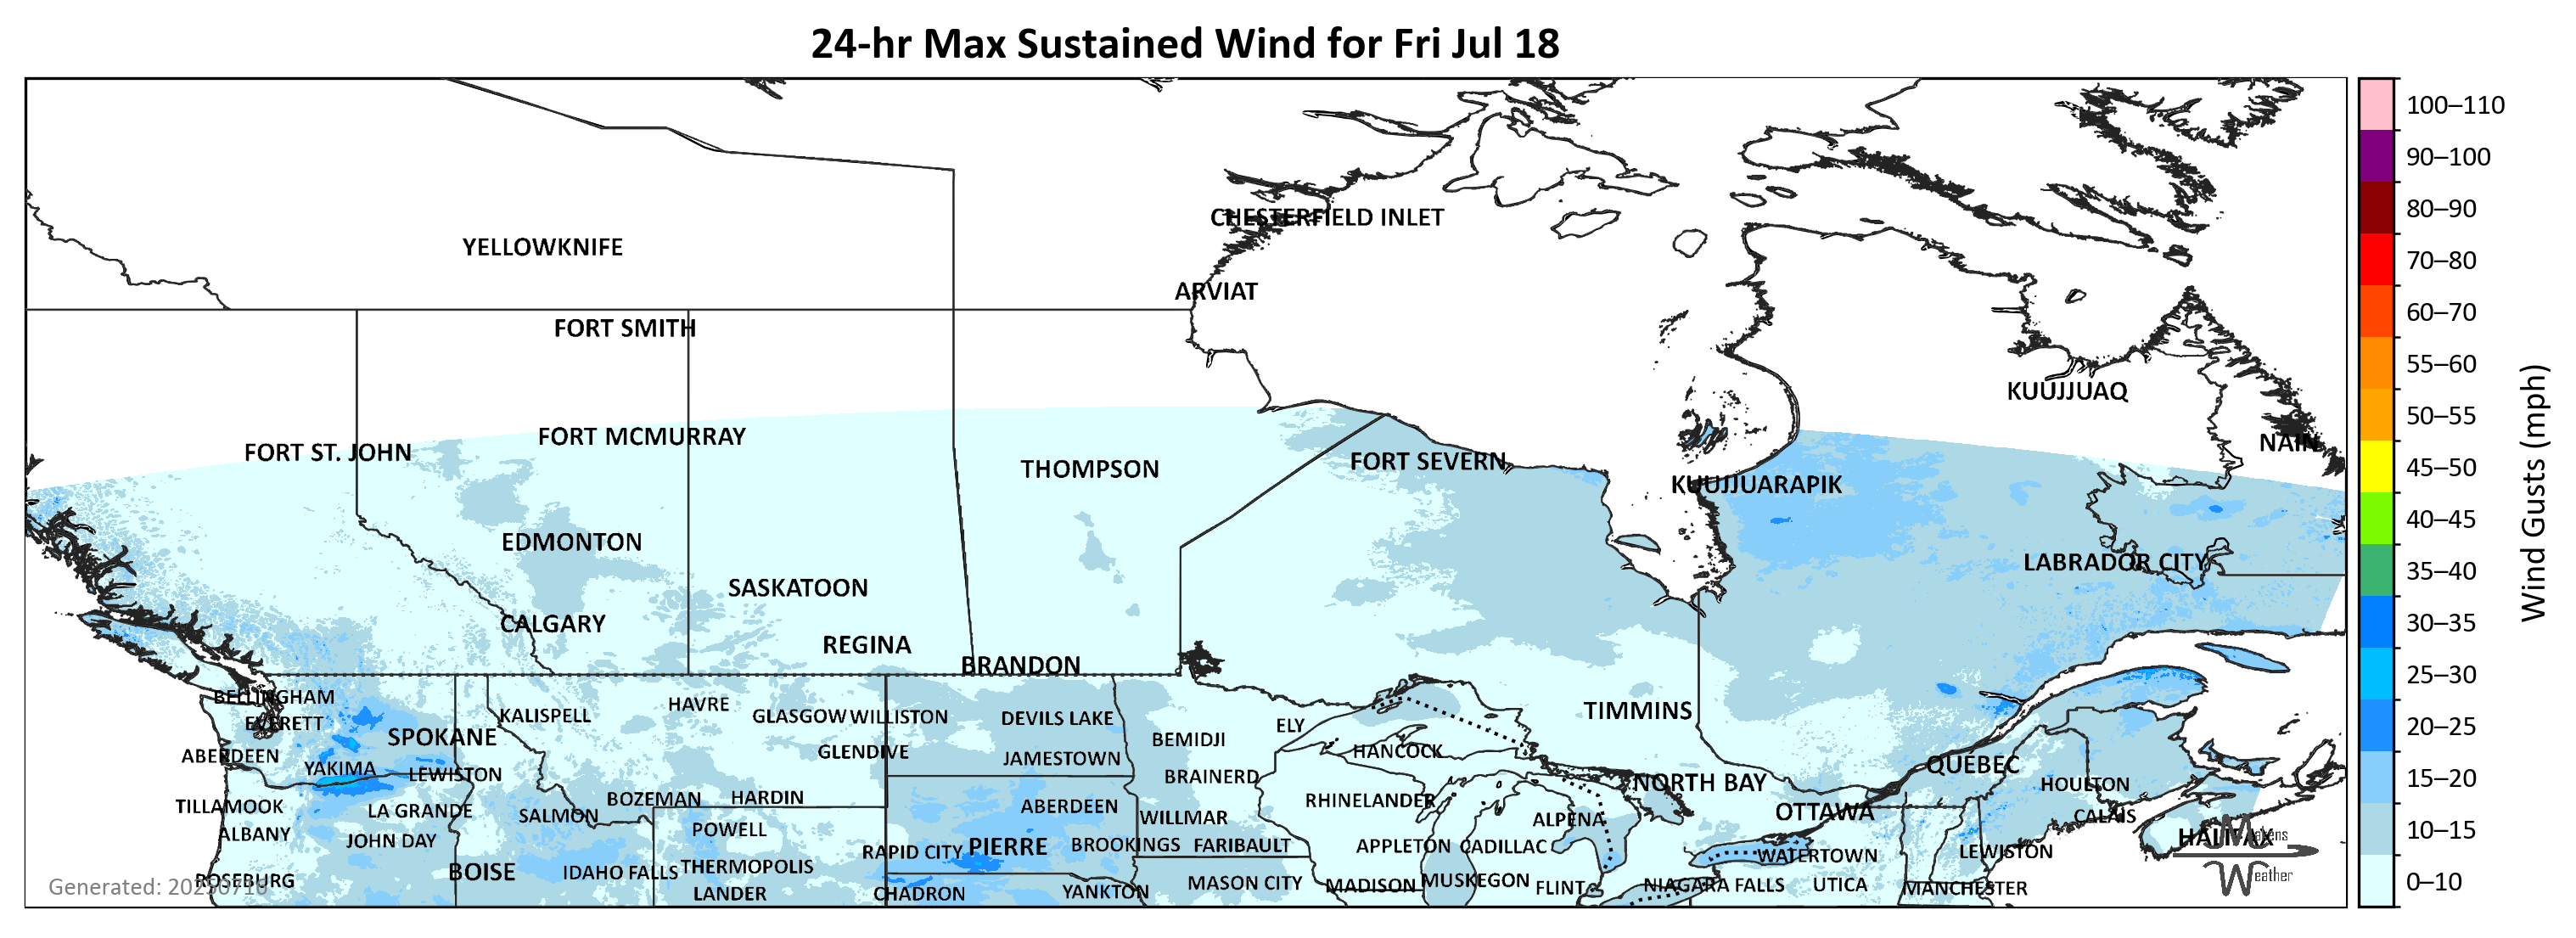 24-hr Max Sustained Wind for Fri Jul 18
100–110
90–100
80–90
70–80
60–70
55–60
50–55
45–50
40–45
35–40
30–35
25–30
20–25
15–20
10–15
0–10
Wind Gusts (mph)
CHESTERFIELD INLET
YELLOWKNIFE
ARVIAT
FORT SMITH
KUUJJUAQ
FORT MCMURRAY
NAIN
FORT ST. JOHN
FORT SEVERN
THOMPSON
KUUJJUARAPIK
EDMONTON
LABRADOR CITY
SASKATOON
CALGARY
REGINA
BRANDON
BELLINGHAM
HAVRE
TIMMINS
KALISPELL
GLASGOW
WILLISTON
DEVILS LAKE
EVERETT
ELY
SPOKANE
BEMIDJI
ABERDEEN
GLENDIVE
JAMESTOWN
HANCOCK
QUEBEC
YAKIMA
LEWISTON
BRAINERD
NORTH BAY
HOULTON
TILLAMOOK
LA GRANDE
BOZEMAN
HARDIN
ABERDEEN
RHINELANDER
OTTAWA
SALMON
WILLMAR
ALPENA
CALAIS
ALBANY
POWELL
HALIFAX
JOHN DAY
RAPID CITY
PIERRE
BROOKINGS
FARIBAULT
APPLETON
CADILLAC
WATERTOWN
LEWISTON
BOISE
IDAHO FALLS
THERMOPOLIS
ROSEBURG
LANDER
CHADRON
YANKTON
MASON CITY
MADISON
MUSKEGON
FLINT
NIAGARA FALLS
UTICA
MANCHESTER
Generated: 20250718
Makens
Weather